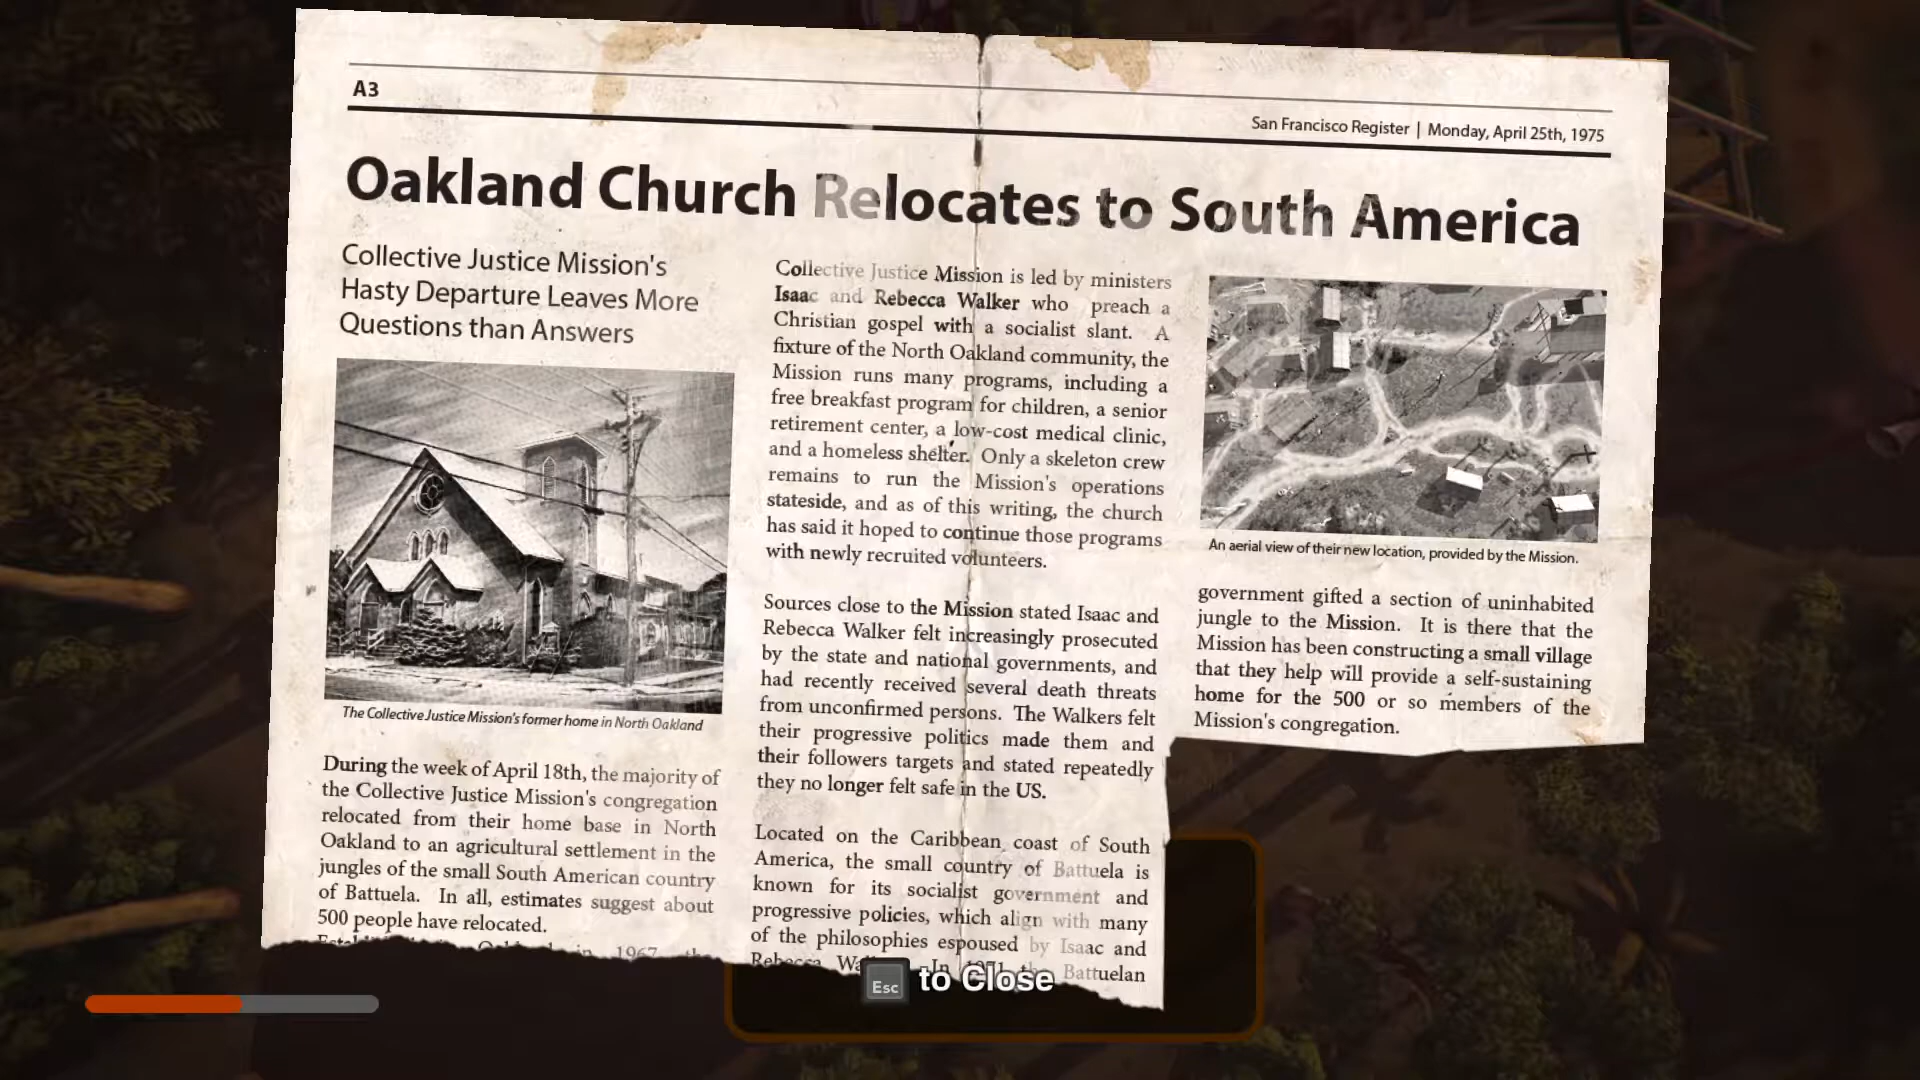 A3
San Francisco Register | Monday, April 25th, 1975
Oakland Church Relocates to South America
Collective Justice Mission's
Hasty Departure Leaves More
Questions than Answers
The Collective Justice Mission's former home in North Oakland
During the week of April 18th, the majority of
the Collective Justice Mission's congregation
relocated from their home base in North
Oakland to an agricultural settlement in the
jungles of the small South American country
of Battuela. In all, estimates suggest about
500 people have relocated.
in 1967, the
Collective Justice Mission is led by ministers
Isaac and Rebecca Walker who preach a
Christian gospel with a socialist slant. A
fixture of the North Oakland community, the
Mission runs many programs, including a
free breakfast program for children, a senior
retirement center, a low-cost medical clinic,
and a homeless shelter. Only a skeleton crew
remains to run the Mission's operations
stateside, and as of this writing, the church
has said it hoped to continue those programs
with newly recruited volunteers.
Sources close to the Mission stated Isaac and
Rebecca Walker felt increasingly prosecuted
by the state and national governments, and
had recently received several death threats
from unconfirmed persons. The Walkers felt
their progressive politics made them and
their followers targets and stated repeatedly
they no longer felt safe in the US.
Located on the Caribbean coast of South
America, the small country of Battuela is
known for its socialist government and
progressive policies, which align with many
of the philosophies espoused by Isaac and
Rebecca In 1971 the Battuelan
An aerial view of their new location, provided by the Mission.
government gifted a section of uninhabited
jungle to the Mission. It is there that the
Mission has been constructing a small village
that they help will provide a self-sustaining
home for the 500 or so members of the
Mission's congregation.
Esc to Close